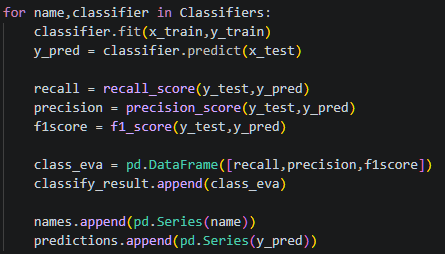 for name,classifier in Classifiers:
    classifier.fit(x_train,y_train)
    y_pred = classifier.predict(x_test)

    recall = recall_score(y_test,y_pred)
    precision = precision_score(y_test,y_pred)
    f1score = f1_score(y_test,y_pred)

    class_eva = pd.DataFrame([recall,precision,f1score])
    classify_result.append(class_eva)

    names.append(pd.Series(name))
    predictions.append(pd.Series(y_pred))